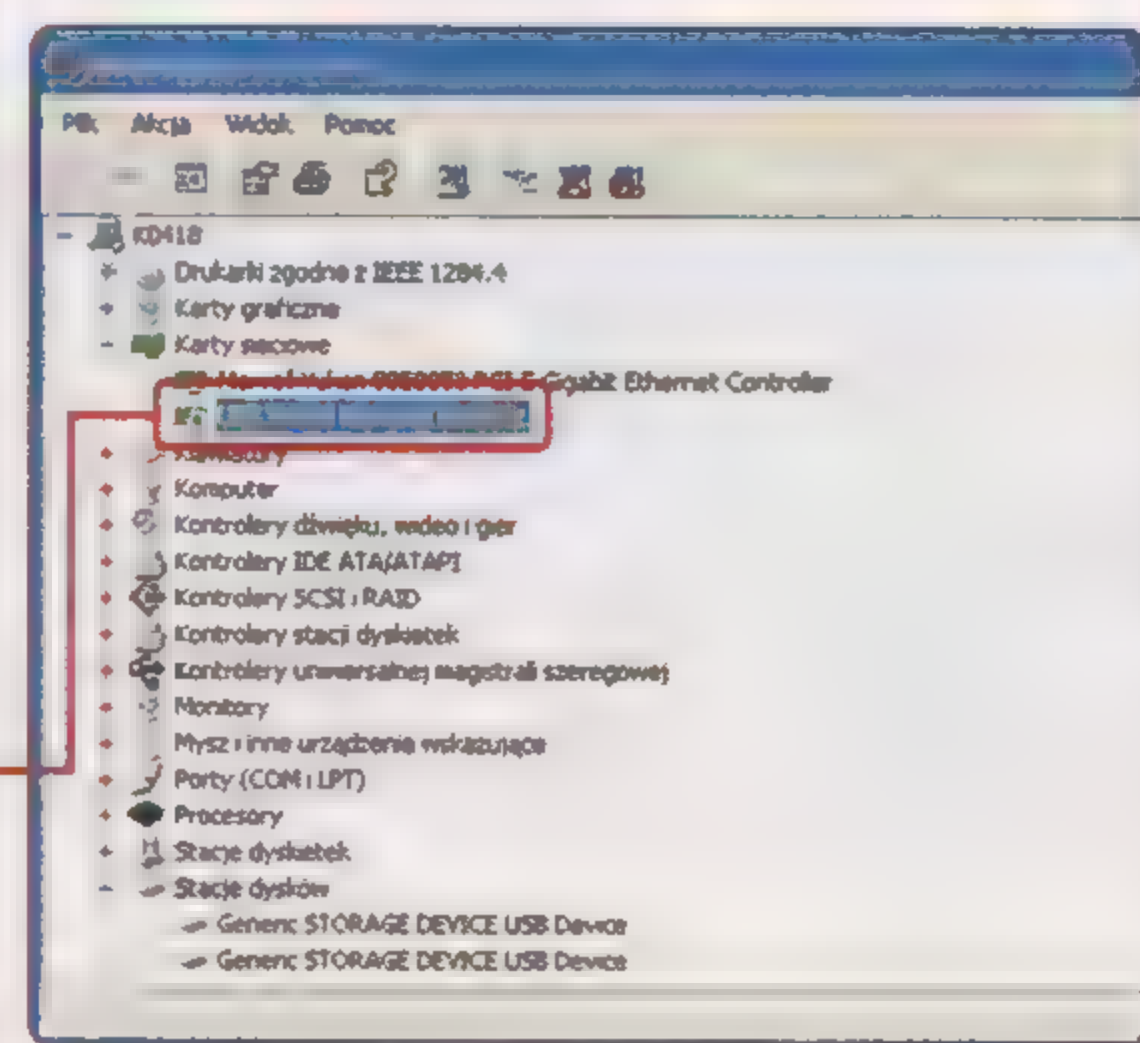 Plik Akcja Widok Pomoc
KD418
Drukarki zgodne z IEEE 1284.4
Karty graficzne
Karty sieciowe
Gigabit Ethernet Controller
Klawiatury
Komputer
Kontrolery dźwięku, wideo i gier
Kontrolery IDE ATA/ATAPI
Kontrolery SCSI i RAID
Kontrolery stacji dyskietek
Kontrolery uniwersalnej magistrali szeregowej
Monitory
Mysz i inne urządzenia wskazujące
Porty (COM i LPT)
Procesory
Stacje dyskietek
Stacje dysków
Generic STORAGE DEVICE USB Device
Generic STORAGE DEVICE USB Device